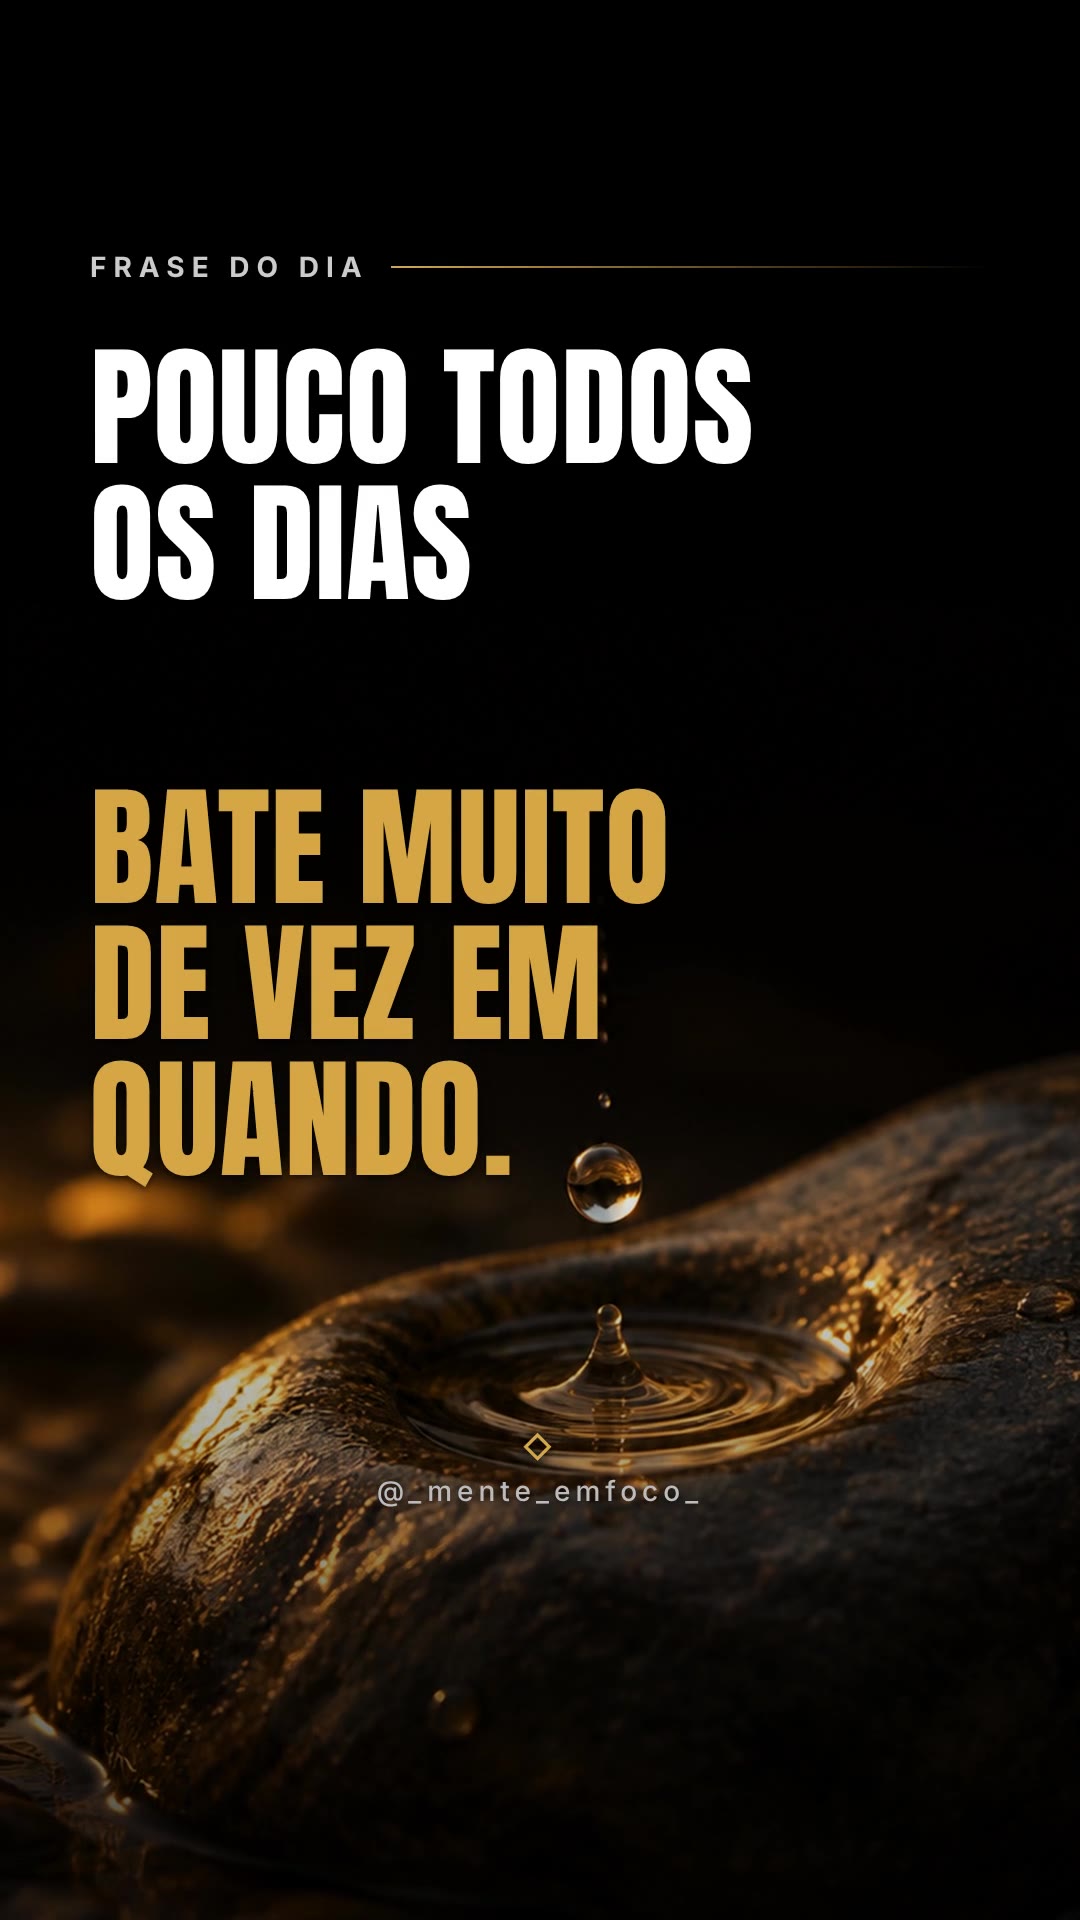 FRASE DO DIA
POUCO TODOS
OS DIAS
BATE MUITO
DE VEZ EM
QUANDO.
@_mente_emfoco_